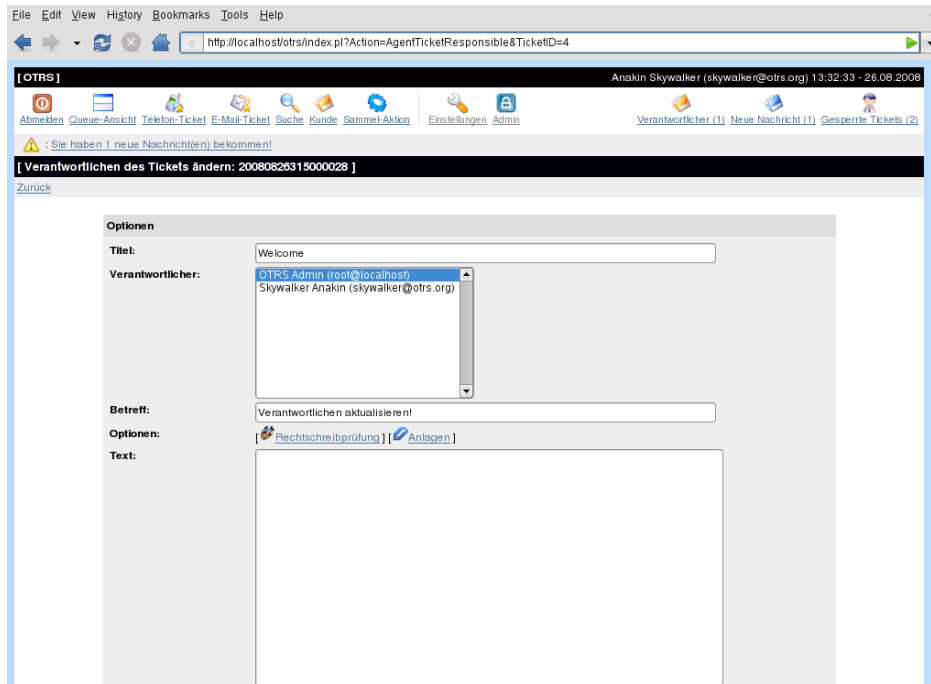 File Edit View History Bookmarks Tools Help
http://localhost/otrs/index.pl?Action=AgentTicketResponsible&TicketID=4
[ OTRS ] Anakin Skywalker (skywalker@otrs.org) 13:32:33 - 26.08.2008
Abmelden Queue-Ansicht Telefon-Ticket E-Mail-Ticket Suche Kunde Sammel-Aktion Einstellungen Admin Verantwortlicher (1) Neue Nachricht (1) Gesperrte Tickets (2)
: Sie haben 1 neue Nachricht(en) bekommen!
[ Verantwortlichen des Tickets ändern: 20080826315000028 ]
Zurück
Optionen
Titel: Welcome
Verantwortlicher: OTRS Admin (root@localhost)
Skywalker Anakin (skywalker@otrs.org)
Betreff: Verantwortlichen aktualisieren!
Optionen: [ Rechtschreibprüfung ] [ Anlagen ]
Text: